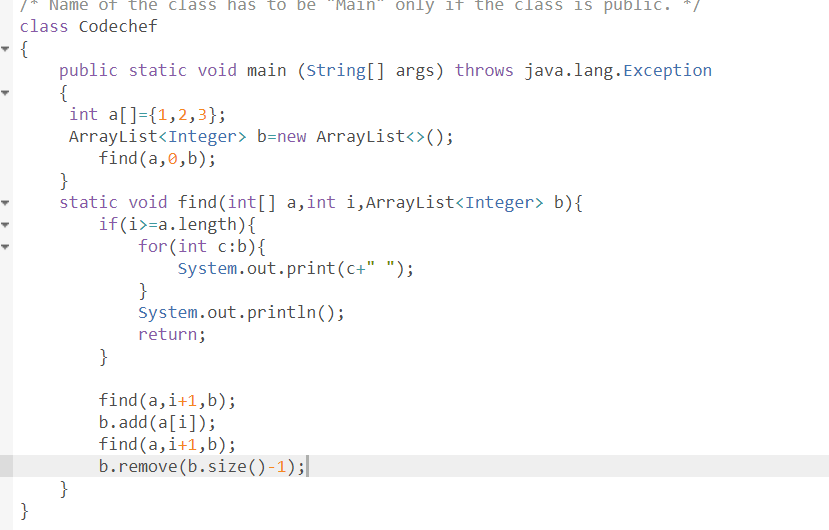 /* Name of the class has to be "Main" only if the class is public. */
class Codechef
{
    public static void main (String[] args) throws java.lang.Exception
    {
     int a[]={1,2,3};
     ArrayList<Integer> b=new ArrayList<>();
        find(a,0,b);
    }
    static void find(int[] a,int i,ArrayList<Integer> b){
        if(i>=a.length){
            for(int c:b){
                System.out.print(c+" ");
            }
            System.out.println();
            return;
        }

        find(a,i+1,b);
        b.add(a[i]);
        find(a,i+1,b);
        b.remove(b.size()-1);
    }
}